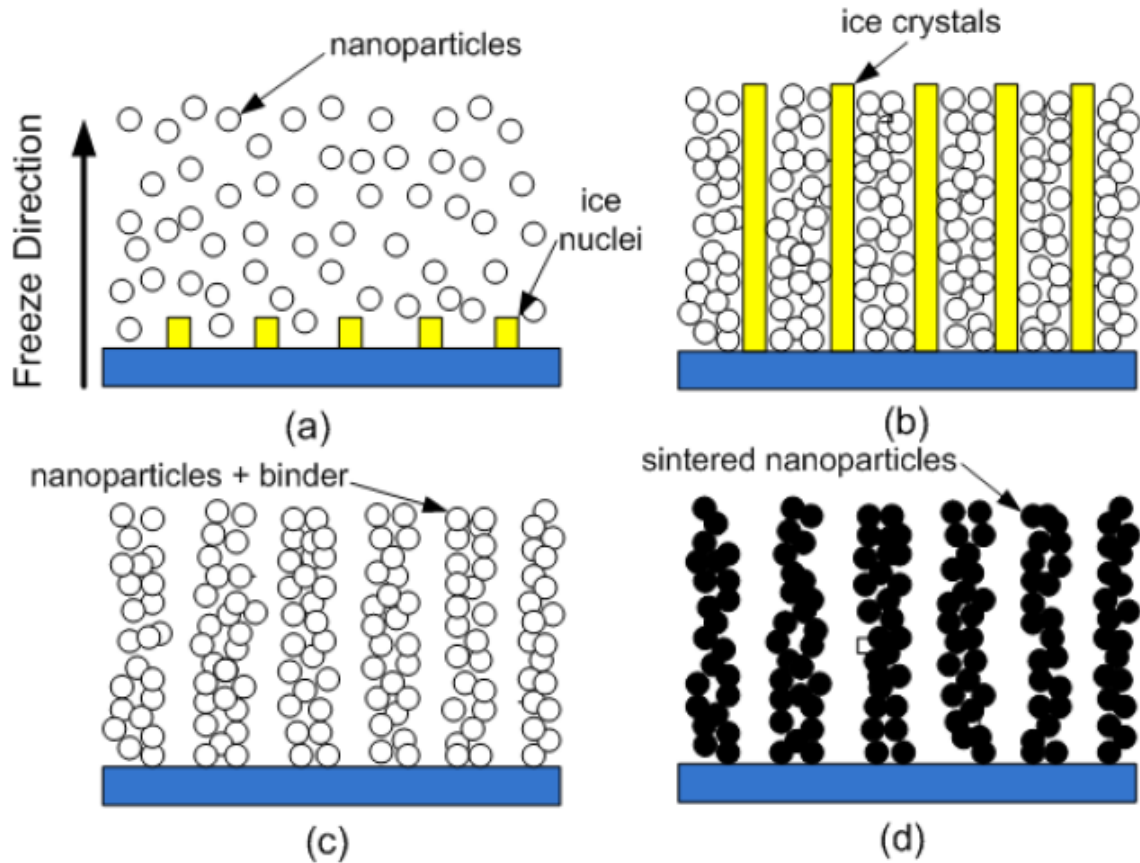 nanoparticles
ice
nuclei
Freeze Direction
(a)
ice crystals
(b)
nanoparticles + binder
(c)
sintered nanoparticles
(d)